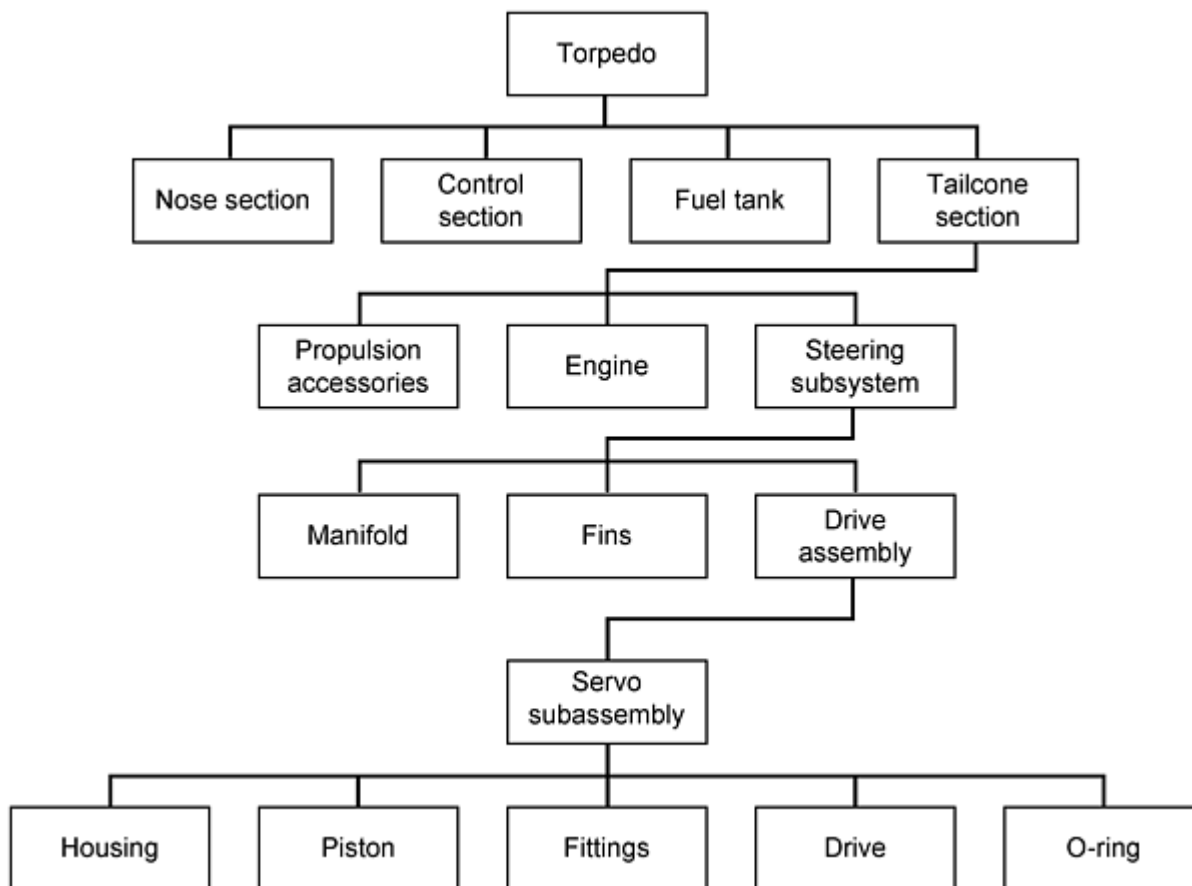 Torpedo
Nose section
Control
section
Fuel tank
Tailcone
section
Propulsion
accessories
Engine
Steering
subsystem
Manifold
Fins
Drive
assembly
Servo
subassembly
Housing
Piston
Fittings
Drive
O-ring